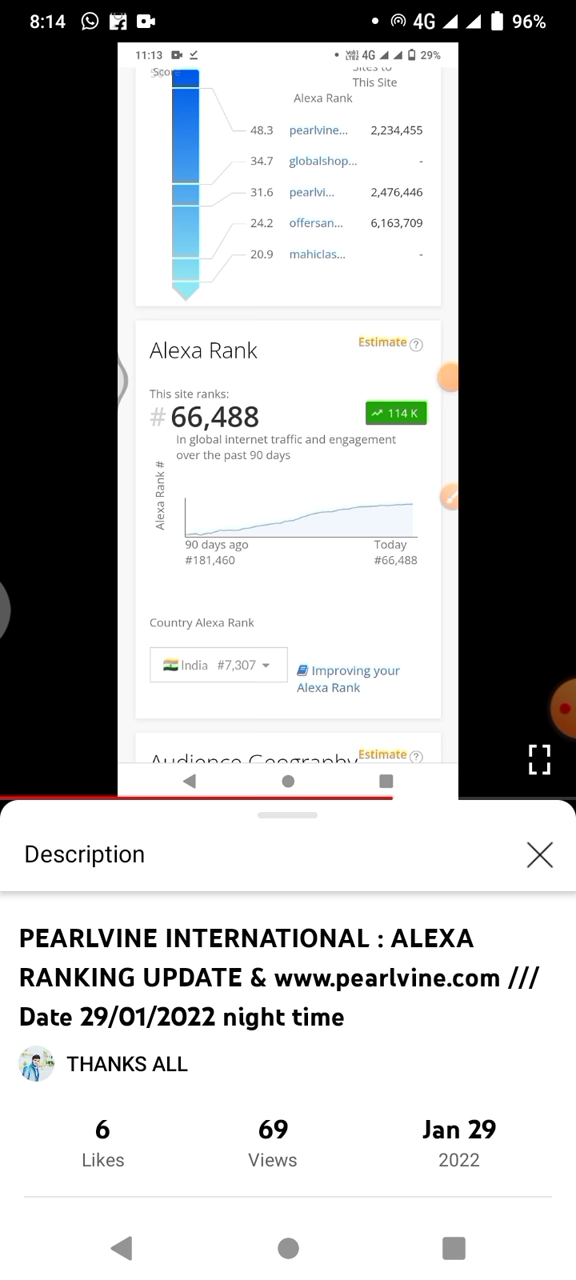 8:14 4G 96%
11:13 4G 29%
Score
Sites to
This Site
Alexa Rank
48.3 pearlvine... 2,234,455
34.7 globalshop... -
31.6 pearlvi... 2,476,446
24.2 offersan... 6,163,709
20.9 mahiclas... -
Alexa Rank Estimate ?
This site ranks:
# 66,488 114 K
In global internet traffic and engagement
over the past 90 days
Alexa Rank #
90 days ago Today
#181,460 #66,488
Country Alexa Rank
India #7,307
Improving your
Alexa Rank
Audience Geography Estimate ?
Description
PEARLVINE INTERNATIONAL : ALEXA
RANKING UPDATE & www.pearlvine.com ///
Date 29/01/2022 night time
THANKS ALL
6 69 Jan 29
Likes Views 2022